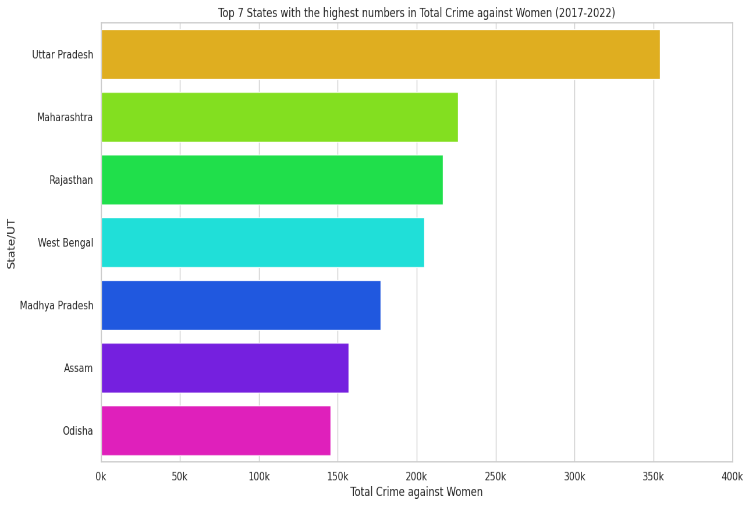 Top 7 States with the highest numbers in Total Crime against Women (2017-2022)
Uttar Pradesh
Maharashtra
Rajasthan
West Bengal
Madhya Pradesh
Assam
Odisha
State/UT
0k 50k 100k 150k 200k 250k 300k 350k 400k
Total Crime against Women